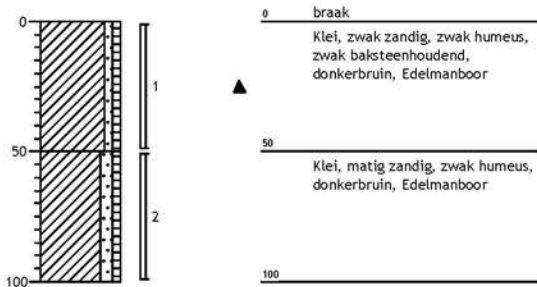 0
50
100
1
2
0 braak
Klei, zwak zandig, zwak humeus,
zwak baksteenhoudend,
donkerbruin, Edelmanboor
50
Klei, matig zandig, zwak humeus,
donkerbruin, Edelmanboor
100